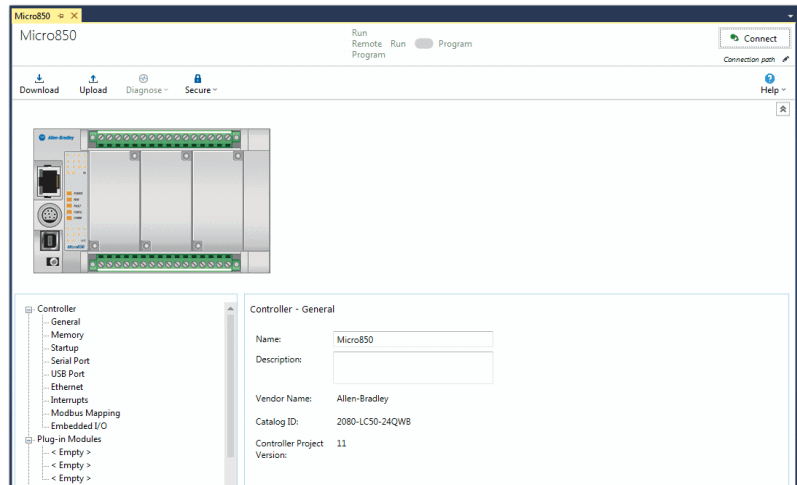 Micro850
Micro850
Run
Remote Run Program
Program
Connect
Connection path
Download Upload Diagnose Secure
Help
Allen-Bradley
Micro850
Controller
General
Memory
Startup
Serial Port
USB Port
Ethernet
Interrupts
Modbus Mapping
Embedded I/O
Plug-in Modules
< Empty >
< Empty >
< Empty >
Controller - General
Name: Micro850
Description:
Vendor Name: Allen-Bradley
Catalog ID: 2080-LC50-24QWB
Controller Project 11
Version: